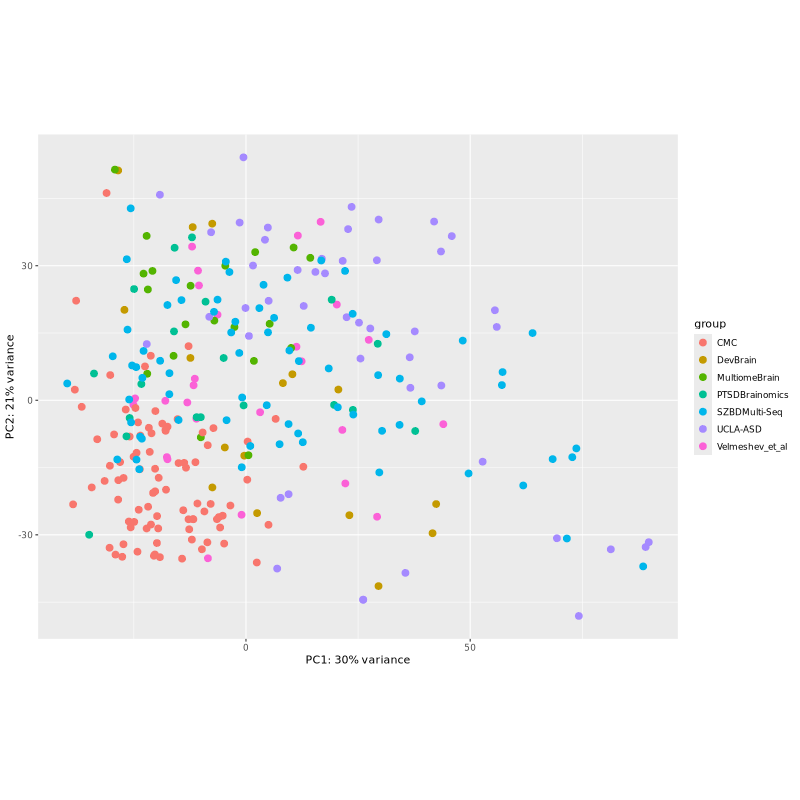 30
0
-30
PC2: 21% variance
0
50
PC1: 30% variance
group
CMC
DevBrain
MultiomeBrain
PTSDBrainomics
SZBDMulti-Seq
UCLA-ASD
Velmeshev_et_al